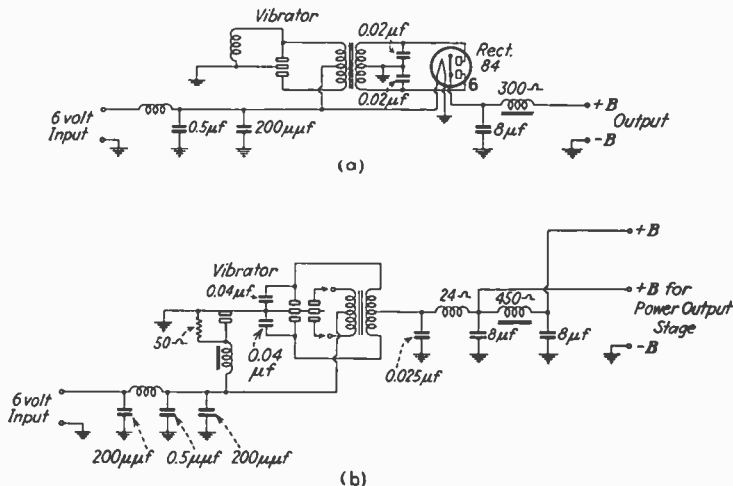 Vibrator
0.02μf
Rect.
84
6
0.02μf
300~
6 volt
Input
0.5μf
200μμf
8μf
+B
Output
-B
(a)
+B
Vibrator
0.04μf
24~
450~
+B for
Power Output
Stage
50~
0.04
μf
8μf
8μf
0.025μf
-B
6 volt
Input
200μμf
0.5μμf
200μμf
(b)